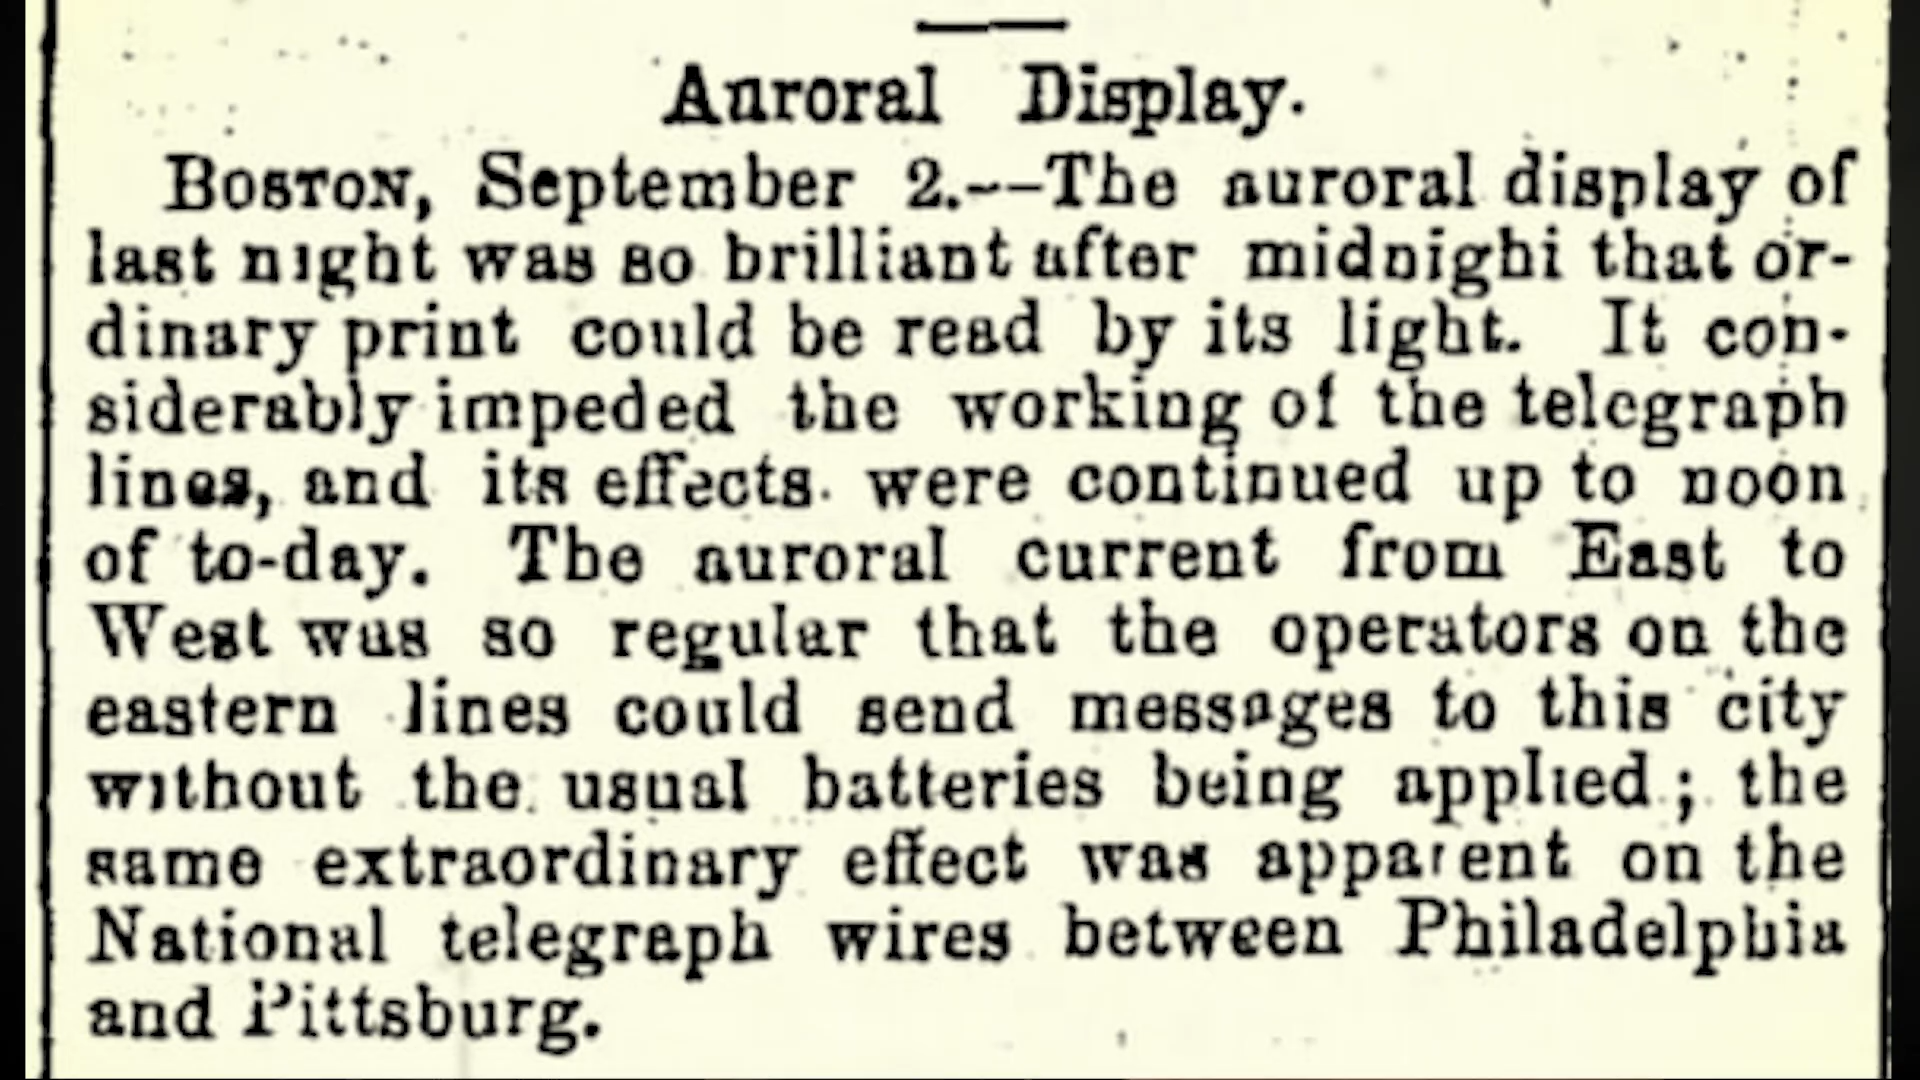 Auroral Display.
BOSTON, September 2.--The auroral display of
last night was so brilliant after midnight that or-
dinary print could be read by its light. It con-
siderably impeded the working of the telegraph
lines, and its effects were continued up to noon
of to-day. The auroral current from East to
West was so regular that the operators on the
eastern lines could send messages to this city
without the usual batteries being applied; the
same extraordinary effect was apparent on the
National telegraph wires between Philadelphia
and Pittsburg.